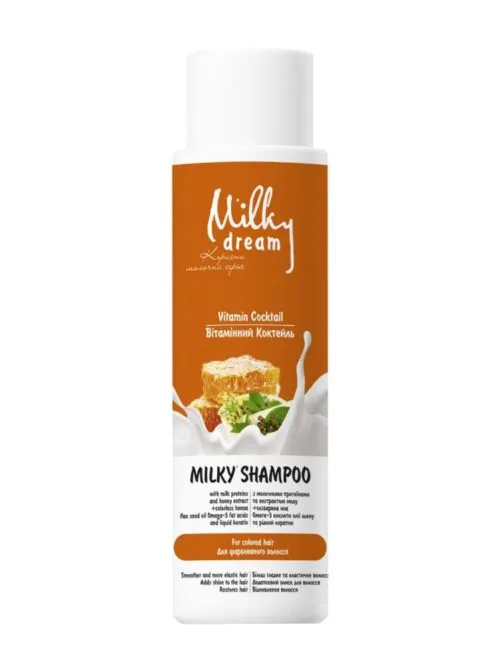 Milky
dream
Корисна
молочна серія
Vitamin Cocktail
Вітамінний Коктейль
MILKY SHAMPOO
with milk proteins | з молочними протеїнами
and honey extract | та екстрактом меду
+colorless henna | +безбарвна хна
flax seed oil Omega-3 fat acids | Омега-3 кислоти олії льону
and liquid keratin | та рідкий кератин
For colored hair
Для фарбованого волосся
Smoother and more elastic hair | Більш гладке та еластичне волосся
Adds shine to the hair | Додатковий блиск для волосся
Restores hair | Відновлення волосся